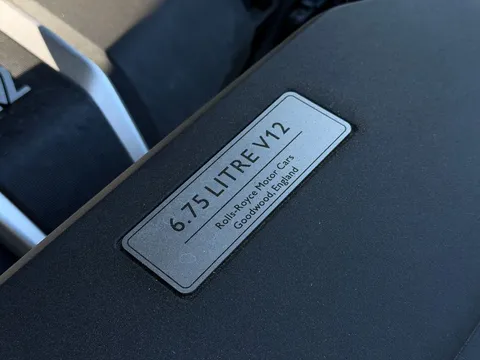 6.75 LITRE V12
Rolls-Royce Motor Cars
Goodwood, England